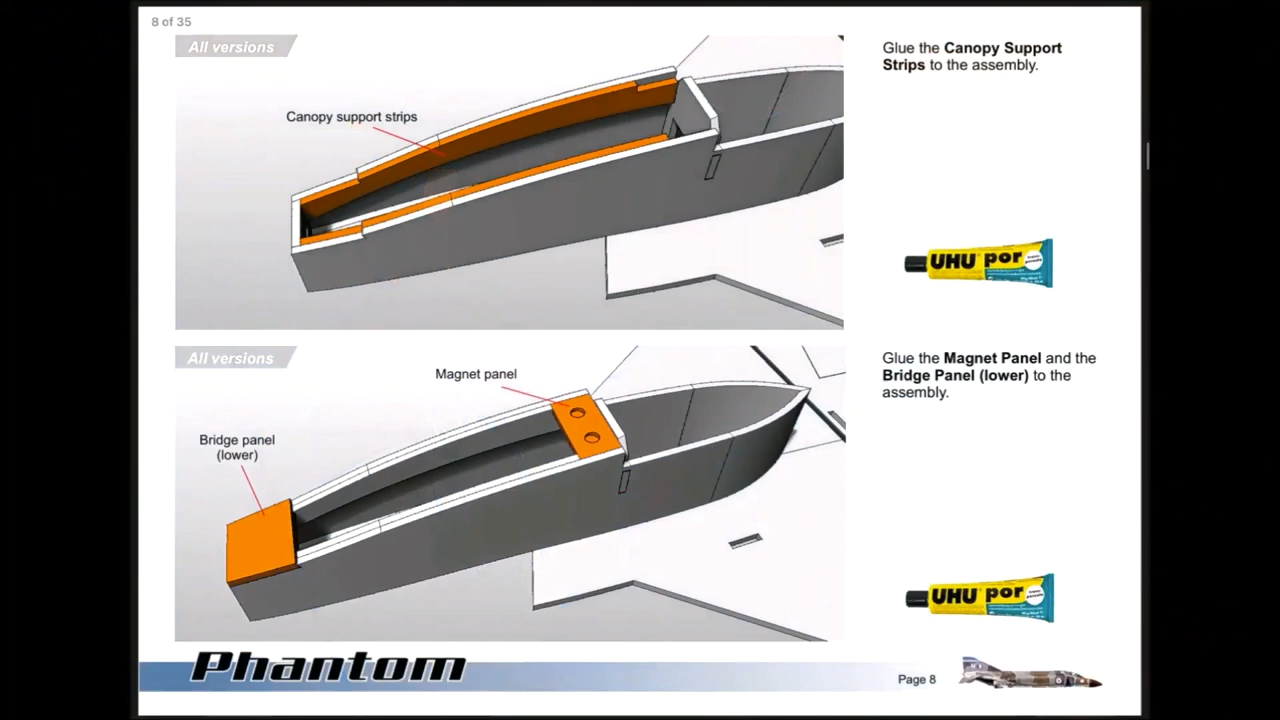 8 of 35
All versions
Canopy support strips
Glue the Canopy Support
Strips to the assembly.
UHU por
All versions
Magnet panel
Bridge panel
(lower)
Glue the Magnet Panel and the
Bridge Panel (lower) to the
assembly.
UHU por
Phantom
Page 8